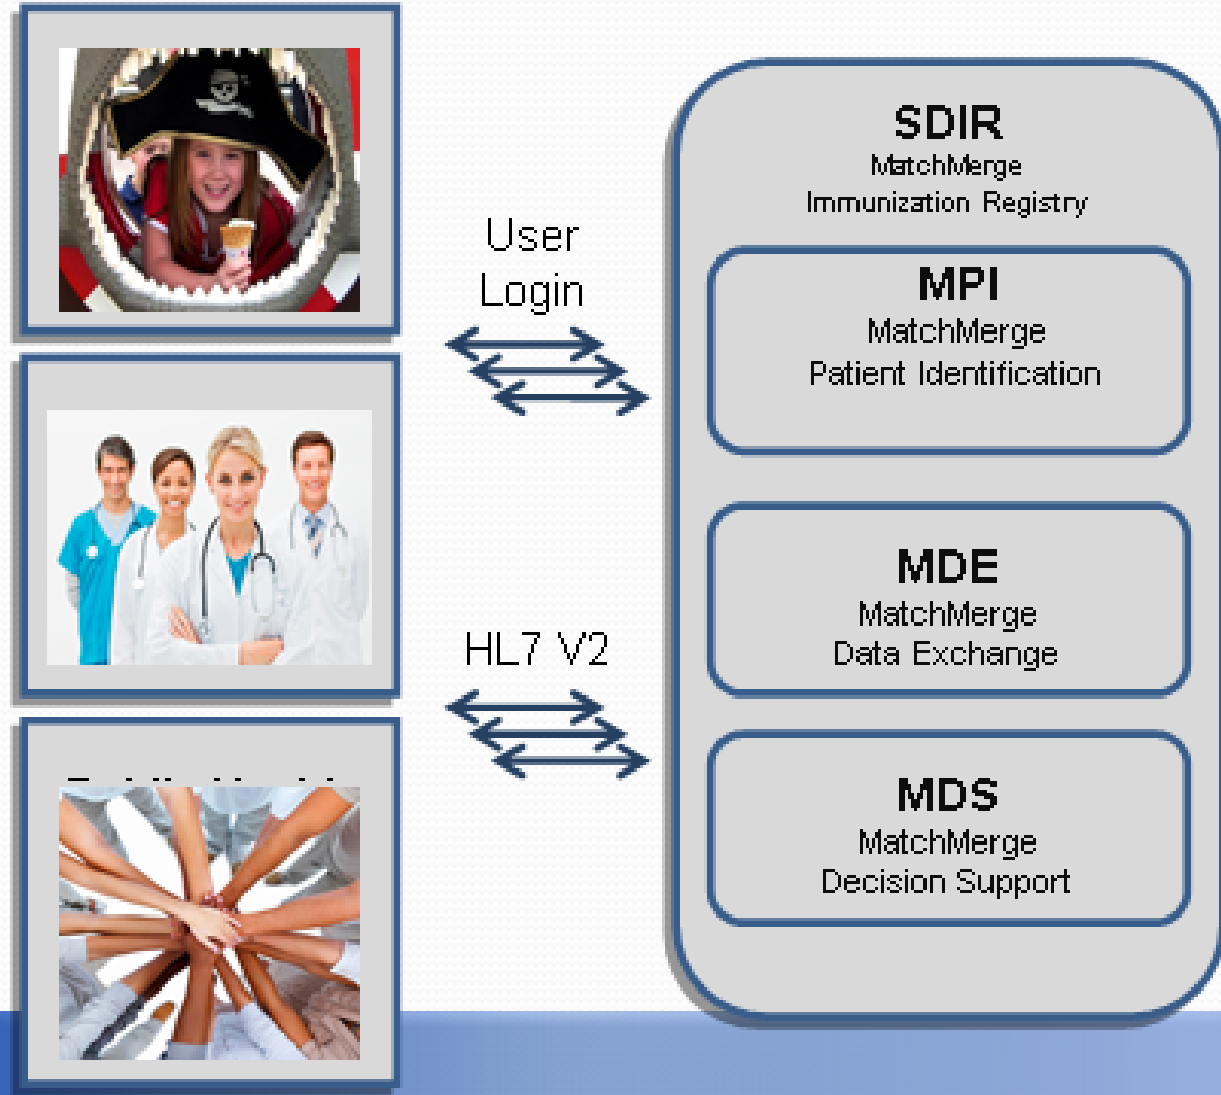 User
Login
HL7 V2
SDIR
MatchMerge
Immunization Registry
MPI
MatchMerge
Patient Identification
MDE
MatchMerge
Data Exchange
MDS
MatchMerge
Decision Support